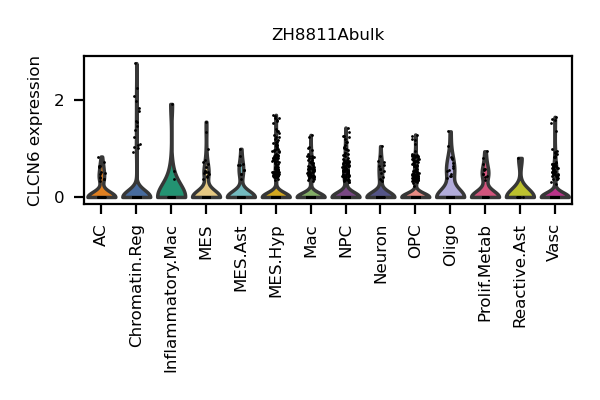 ZH8811Abulk
CLCN6 expression
2
0
AC
Chromatin.Reg
Inflammatory.Mac
MES
MES.Ast
MES.Hyp
Mac
NPC
Neuron
OPC
Oligo
Prolif.Metab
Reactive.Ast
Vasc